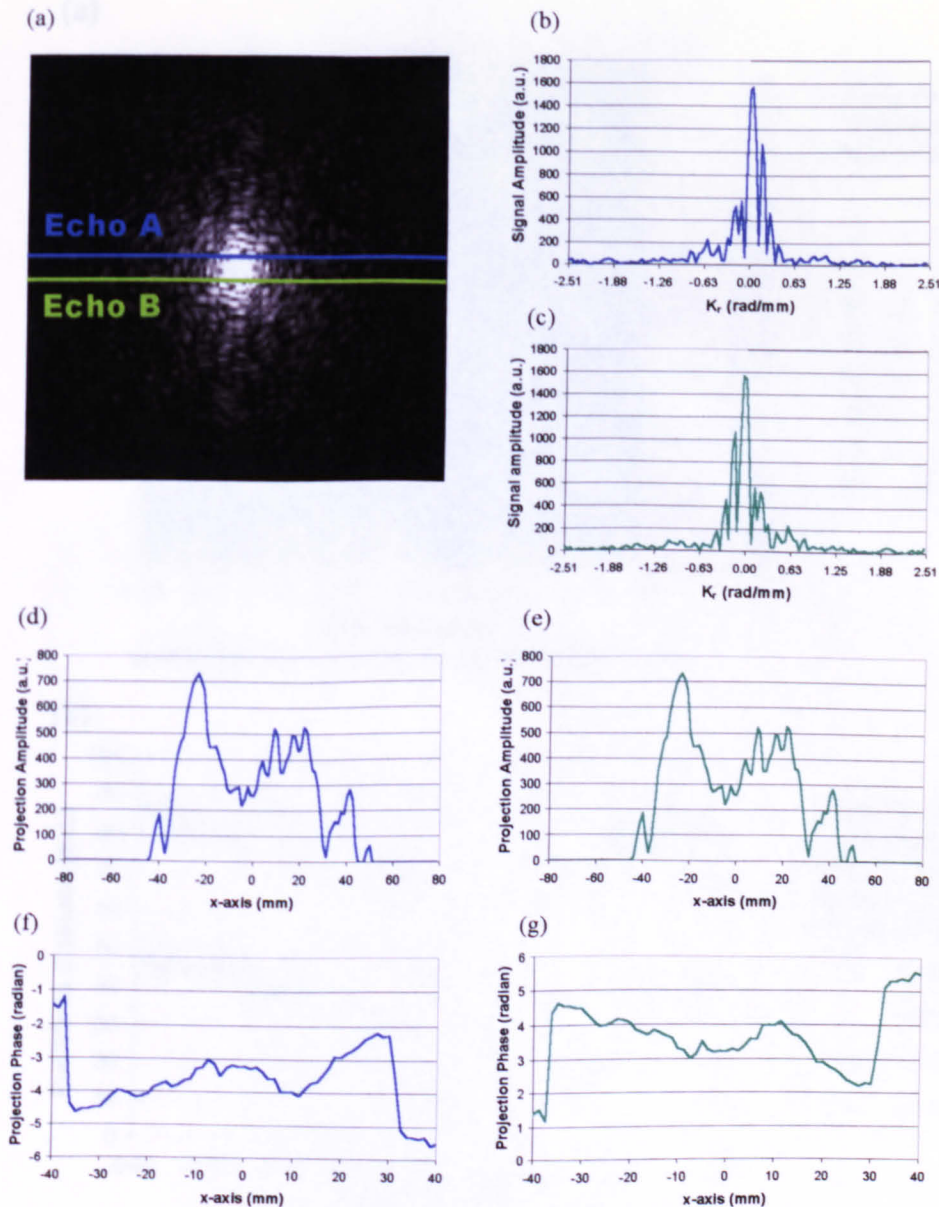 (a)
Echo A
Echo B
(b)
Signal Amplitude (a.u.)
1800
1600
1400
1200
1000
800
600
400
200
0
-2.51 -1.88 -1.26 -0.63 0.00 0.63 1.26 1.88 2.51
Kr (rad/mm)
(c)
Signal amplitude (a.u.)
1800
1600
1400
1200
1000
800
600
400
200
0
-2.51 -1.88 -1.26 -0.63 0.00 0.63 1.26 1.88 2.51
Kr (rad/mm)
(d)
Projection Amplitude (a.u.)
800
700
600
500
400
300
200
100
0
-80 -60 -40 -20 0 20 40 60 80
x-axis (mm)
(e)
Projection Amplitude (a.u.)
800
700
600
500
400
300
200
100
0
-80 -60 -40 -20 0 20 40 60 80
x-axis (mm)
(f)
Projection Phase (radian)
0
-1
-2
-3
-4
-5
-6
-40 -30 -20 -10 0 10 20 30 40
x-axis (mm)
(g)
Projection Phase (radian)
6
5
4
3
2
1
0
-40 -30 -20 -10 0 10 20 30 40
x-axis (mm)